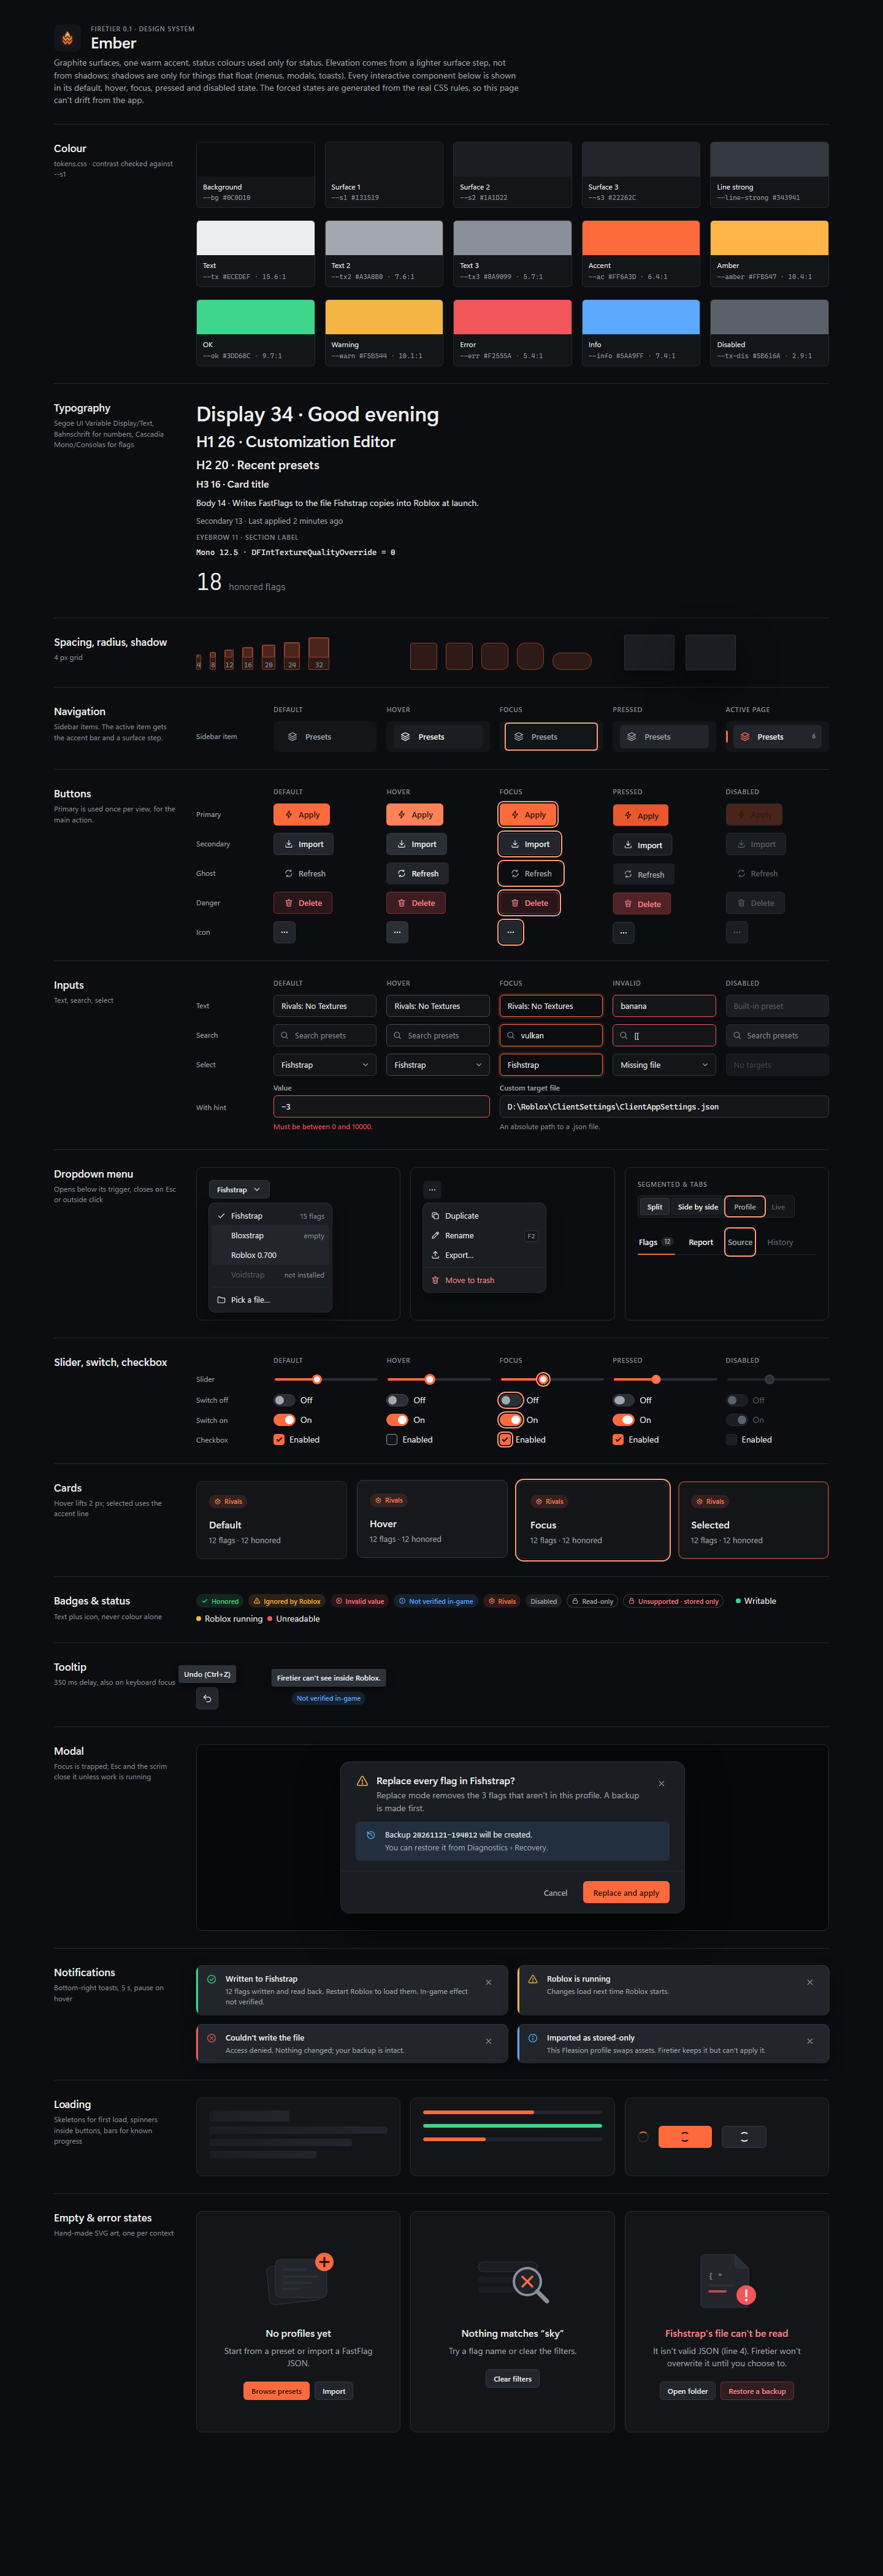 FIRETIER 0.1 · DESIGN SYSTEM
Ember
Graphite surfaces, one warm accent, status colours used only for status. Elevation comes from a lighter surface step, not
from shadows; shadows are only for things that float (menus, modals, toasts). Every interactive component below is shown
in its default, hover, focus, pressed and disabled state. The forced states are generated from the real CSS rules, so this page
can't drift from the app.
Colour
tokens.css · contrast checked against
--s1
Background
--bg #0C0D10
Surface 1
--s1 #131519
Surface 2
--s2 #1A1D22
Surface 3
--s3 #22262C
Line strong
--line-strong #343941
Text
--tx #ECEDEF · 15.6:1
Text 2
--tx2 #A3A8B0 · 7.6:1
Text 3
--tx3 #8A9099 · 5.7:1
Accent
--ac #FF6A3D · 6.4:1
Amber
--amber #FFB547 · 10.4:1
OK
--ok #3DD68C · 9.7:1
Warning
--warn #F5B544 · 10.1:1
Error
--err #F2555A · 5.4:1
Info
--info #5AA9FF · 7.4:1
Disabled
--tx-dis #5B616A · 2.9:1
Typography
Segoe UI Variable Display/Text,
Bahnschrift for numbers, Cascadia
Mono/Consolas for flags
Display 34 · Good evening
H1 26 · Customization Editor
H2 20 · Recent presets
H3 16 · Card title
Body 14 · Writes FastFlags to the file Fishstrap copies into Roblox at launch.
Secondary 13 · Last applied 2 minutes ago
EYEBROW 11 · SECTION LABEL
Mono 12.5 · DFIntTextureQualityOverride = 0
18 honored flags
Spacing, radius, shadow
4 px grid
4 8 12 16 20 24 32
Navigation
Sidebar items. The active item gets
the accent bar and a surface step.
DEFAULT HOVER FOCUS PRESSED ACTIVE PAGE
Sidebar item Presets Presets Presets Presets Presets 6
Buttons
Primary is used once per view, for the
main action.
DEFAULT HOVER FOCUS PRESSED DISABLED
Primary Apply Apply Apply Apply Apply
Secondary Import Import Import Import Import
Ghost Refresh Refresh Refresh Refresh Refresh
Danger Delete Delete Delete Delete Delete
Icon
Inputs
Text, search, select
DEFAULT HOVER FOCUS INVALID DISABLED
Text Rivals: No Textures Rivals: No Textures Rivals: No Textures banana Built-in preset
Search Search presets Search presets vulkan [[ Search presets
Select Fishstrap Fishstrap Fishstrap Missing file No targets
Value Custom target file
With hint -3 D:\Roblox\ClientSettings\ClientAppSettings.json
Must be between 0 and 10000. An absolute path to a .json file.
Dropdown menu
Opens below its trigger, closes on Esc
or outside click
Fishstrap
Fishstrap 15 flags
Bloxstrap empty
Roblox 0.700
Voidstrap not installed
Pick a file…
Duplicate
Rename F2
Export…
Move to trash
SEGMENTED & TABS
Split Side by side Profile Live
Flags 12 Report Source History
Slider, switch, checkbox
DEFAULT HOVER FOCUS PRESSED DISABLED
Slider
Switch off Off Off Off Off Off
Switch on On On On On On
Checkbox Enabled Enabled Enabled Enabled Enabled
Cards
Hover lifts 2 px; selected uses the
accent line
Rivals
Default
12 flags · 12 honored
Rivals
Hover
12 flags · 12 honored
Rivals
Focus
12 flags · 12 honored
Rivals
Selected
12 flags · 12 honored
Badges & status
Text plus icon, never colour alone
Honored Ignored by Roblox Invalid value Not verified in-game Rivals Disabled Read-only Unsupported · stored only Writable
Roblox running Unreadable
Tooltip
350 ms delay, also on keyboard focus
Undo (Ctrl+Z)
Firetier can't see inside Roblox.
Not verified in-game
Modal
Focus is trapped; Esc and the scrim
close it unless work is running
Replace every flag in Fishstrap?
Replace mode removes the 3 flags that aren't in this profile. A backup
is made first.
Backup 20261121-194012 will be created.
You can restore it from Diagnostics › Recovery.
Cancel Replace and apply
Notifications
Bottom-right toasts, 5 s, pause on
hover
Written to Fishstrap
12 flags written and read back. Restart Roblox to load them. In-game effect
not verified.
Roblox is running
Changes load next time Roblox starts.
Couldn't write the file
Access denied. Nothing changed; your backup is intact.
Imported as stored-only
This Fleasion profile swaps assets. Firetier keeps it but can't apply it.
Loading
Skeletons for first load, spinners
inside buttons, bars for known
progress
Empty & error states
Hand-made SVG art, one per context
No profiles yet
Start from a preset or import a FastFlag
JSON.
Browse presets Import
Nothing matches “sky”
Try a flag name or clear the filters.
Clear filters
{ "
Fishstrap's file can't be read
It isn't valid JSON (line 4). Firetier won't
overwrite it until you choose to.
Open folder Restore a backup